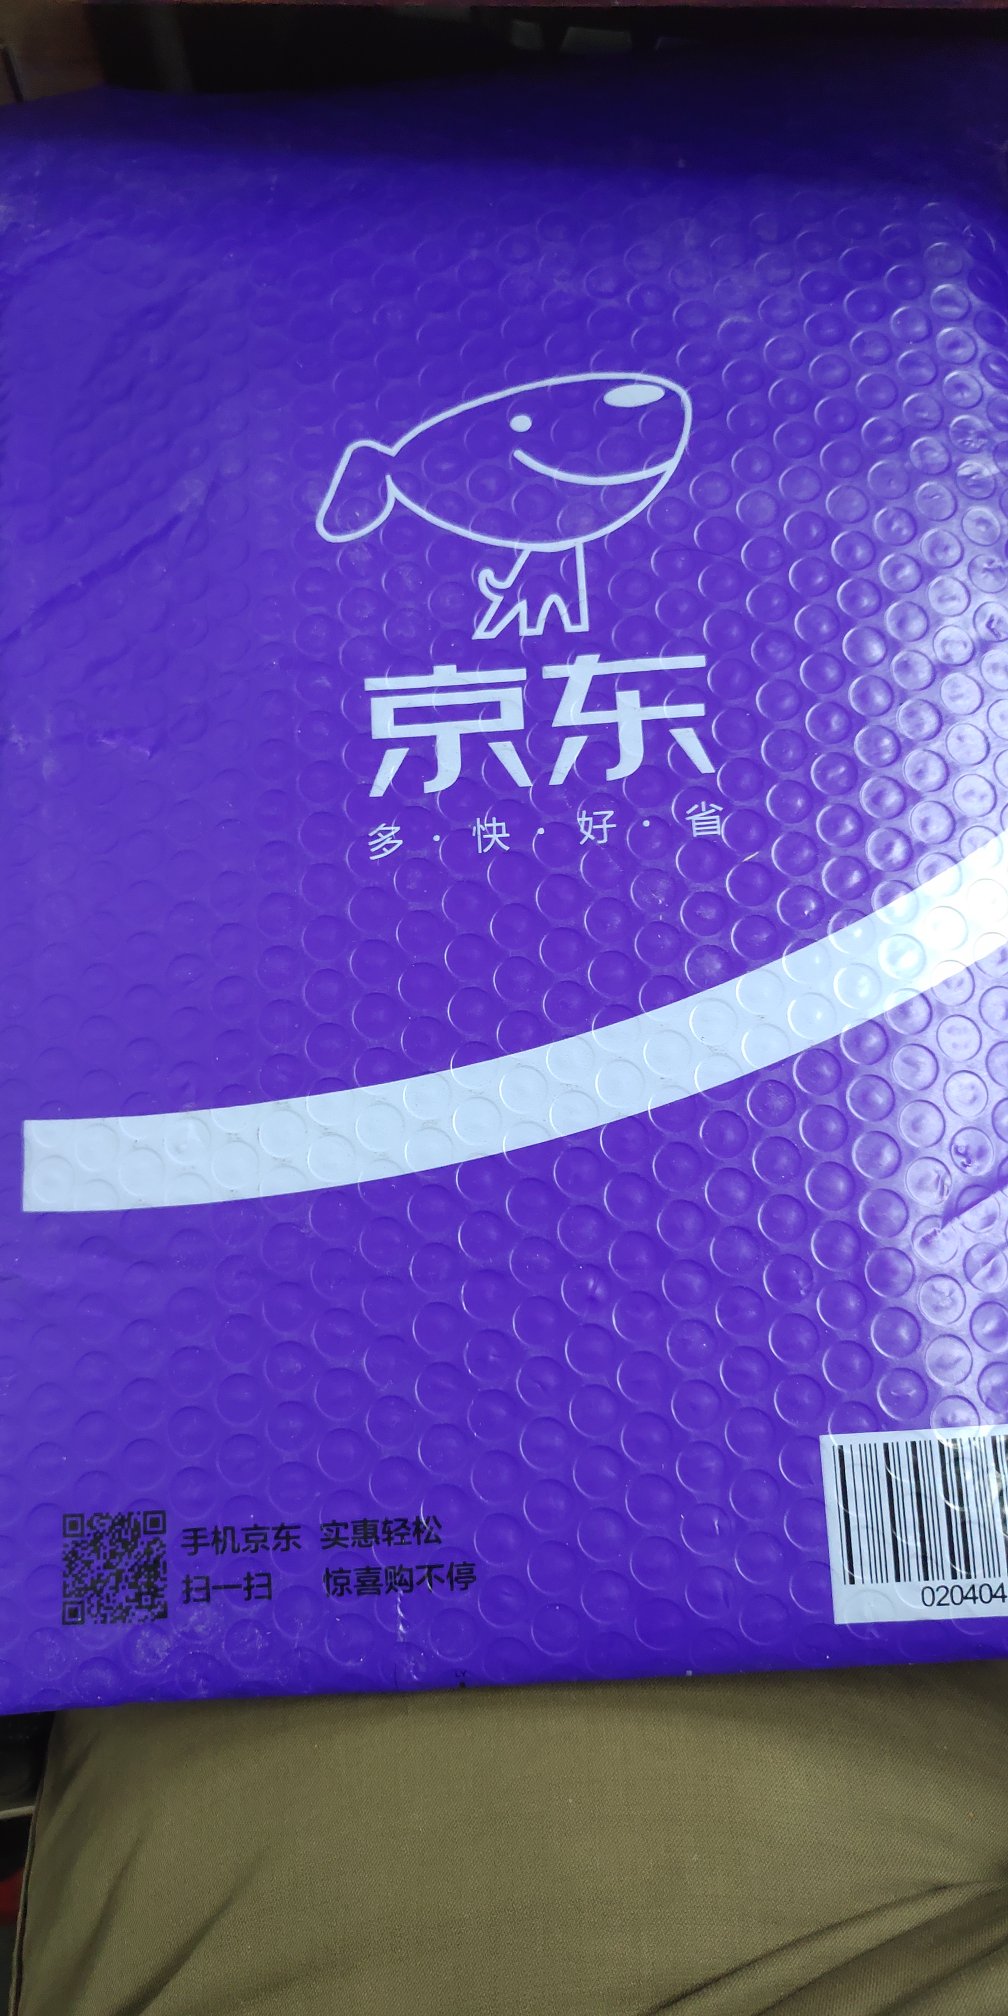 京东
多·快·好·省
手机京东 实惠轻松
扫一扫 惊喜购不停
020404